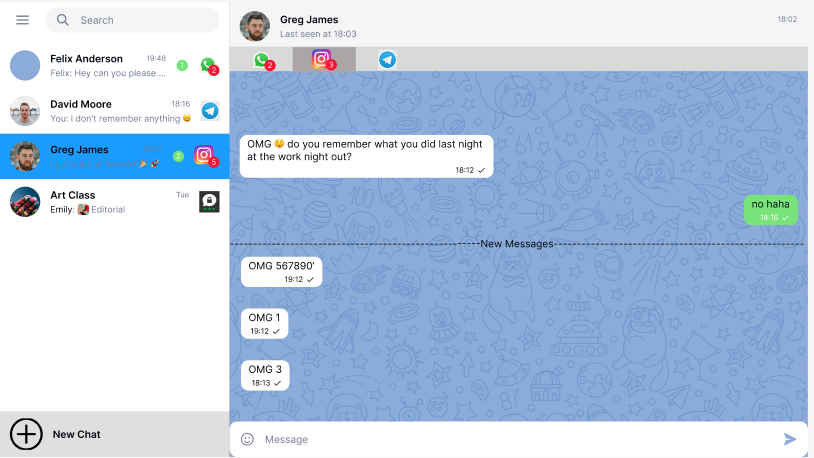 Search
Felix Anderson 19:48
Felix: Hey can you please ... 1 2
David Moore 18:16
You: i don't remember anything 😄
Greg James
2 5
Art Class Tue
Emily: Editorial
New Chat
Greg James 18:02
Last seen at 18:03
2 3
OMG 😳 do you remember what you did last night
at the work night out?
18:12
no haha
18:16
New Messages
OMG 567890'
19:12
OMG 1
19:12
OMG 3
18:13
Message